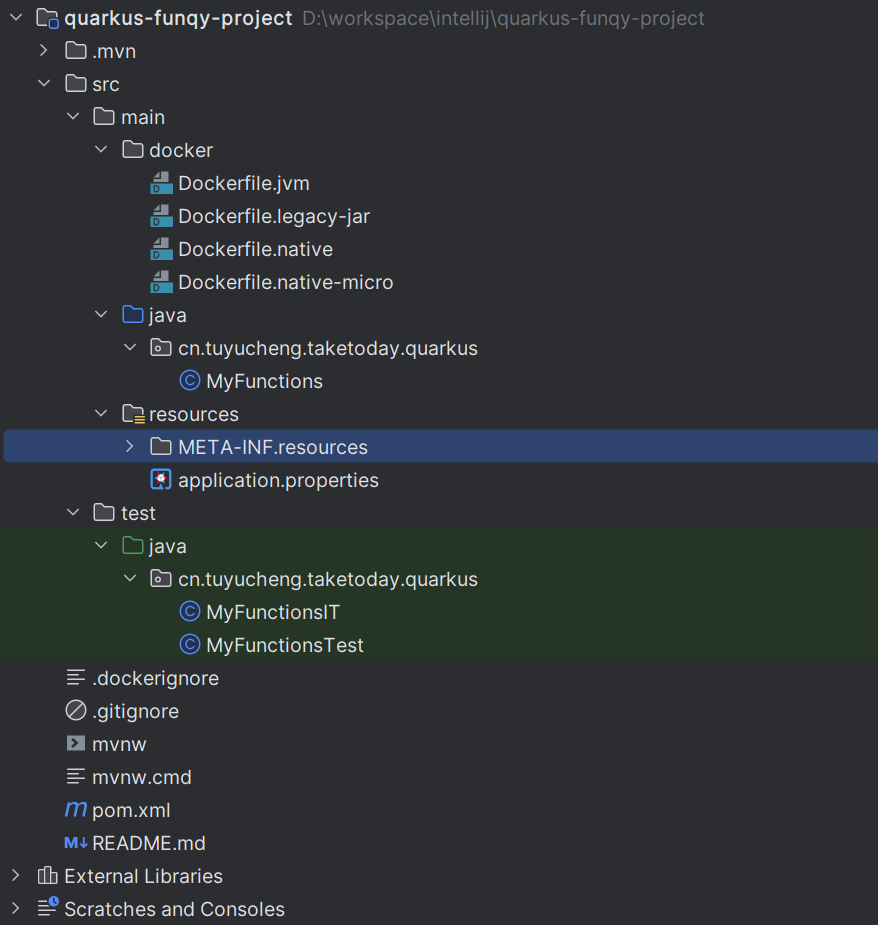 quarkus-funqy-project D:\workspace\intellij\quarkus-funqy-project
.mvn
src
main
docker
Dockerfile.jvm
Dockerfile.legacy-jar
Dockerfile.native
Dockerfile.native-micro
java
cn.tuyucheng.taketoday.quarkus
MyFunctions
resources
META-INF.resources
application.properties
test
java
cn.tuyucheng.taketoday.quarkus
MyFunctionsIT
MyFunctionsTest
.dockerignore
.gitignore
mvnw
mvnw.cmd
pom.xml
README.md
External Libraries
Scratches and Consoles